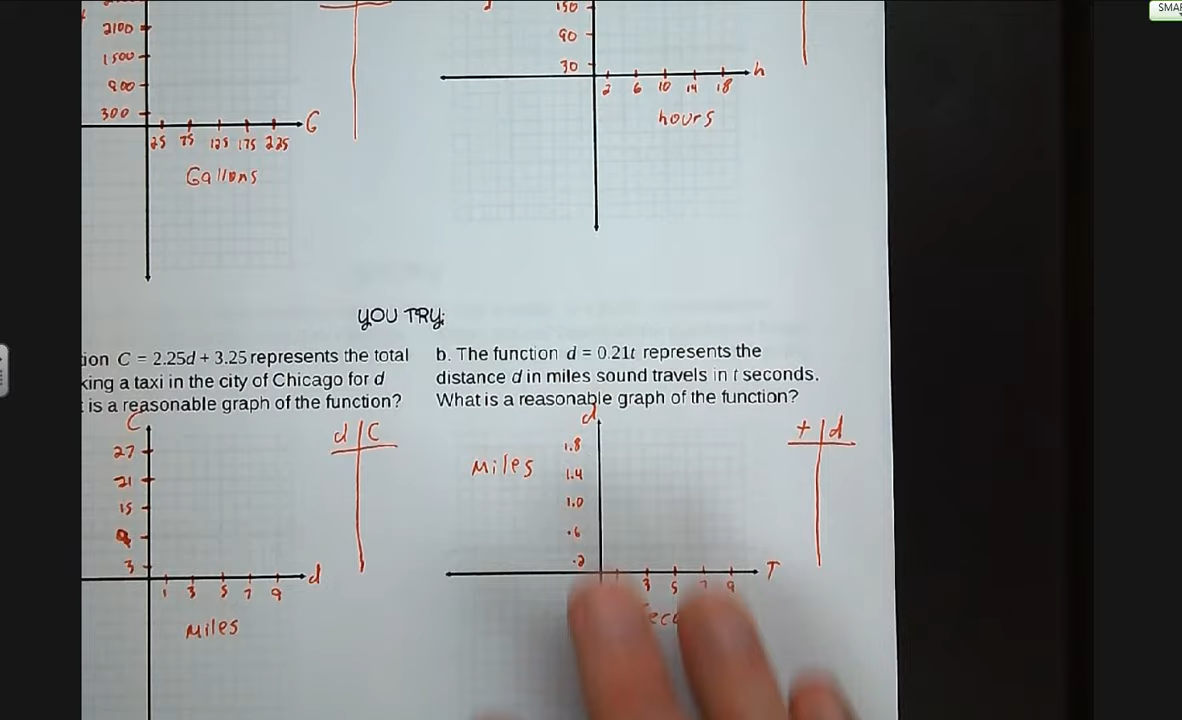 SMAR
2100
1500
900
300
25 75 125 175 225
G
Gallons
150
90
30
2 6 10 14 18
h
hours
YOU TRY:
ion C = 2.25d + 3.25 represents the total
king a taxi in the city of Chicago for d
is a reasonable graph of the function?
C
27
21
15
9
3
1 3 5 7 9
d
Miles
d | C
b. The function d = 0.21t represents the
distance d in miles sound travels in t seconds.
What is a reasonable graph of the function?
d
Miles
1.8
1.4
1.0
.6
.2
3 5 7 9
T
t | d